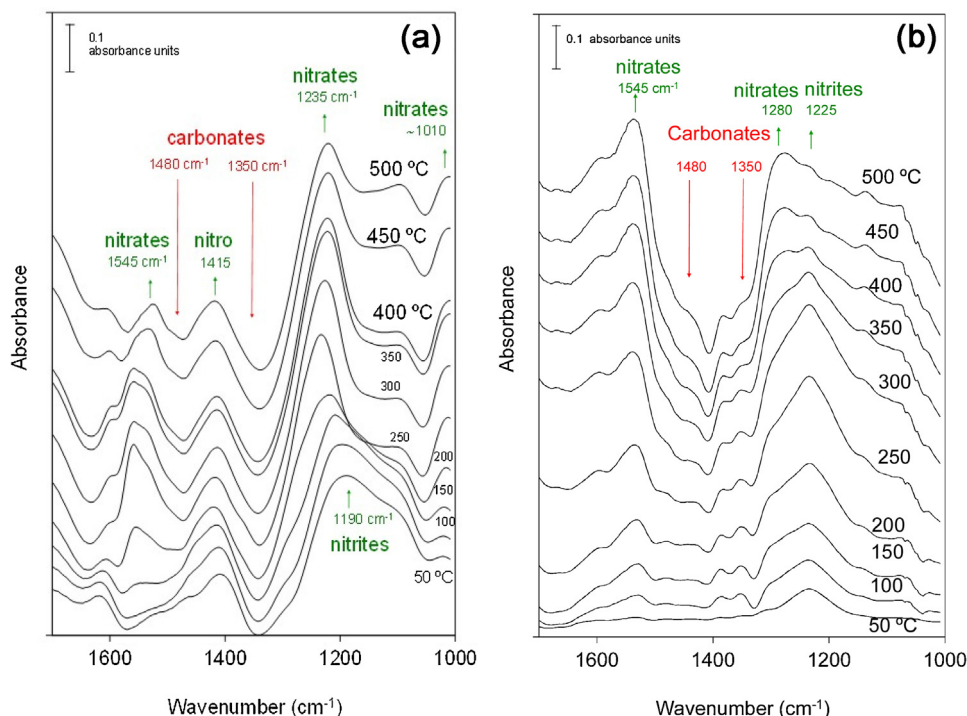 (a)
0.1
absorbance units
nitrates
1235 cm-1
nitrates
~1010
carbonates
1480 cm-1
1350 cm-1
500 ºC
nitrates
1545 cm-1
nitro
1415
450 ºC
400 ºC
350
300
250
200
150
100
50 ºC
1190 cm-1
nitrites
Absorbance
1600
1400
1200
1000
Wavenumber (cm-1)
(b)
0.1 absorbance units
nitrates
1545 cm-1
nitrates
1280
nitrites
1225
Carbonates
1480
1350
500 ºC
450
400
350
300
250
200
150
100
50 ºC
Absorbance
1600
1400
1200
1000
Wavenumber (cm-1)